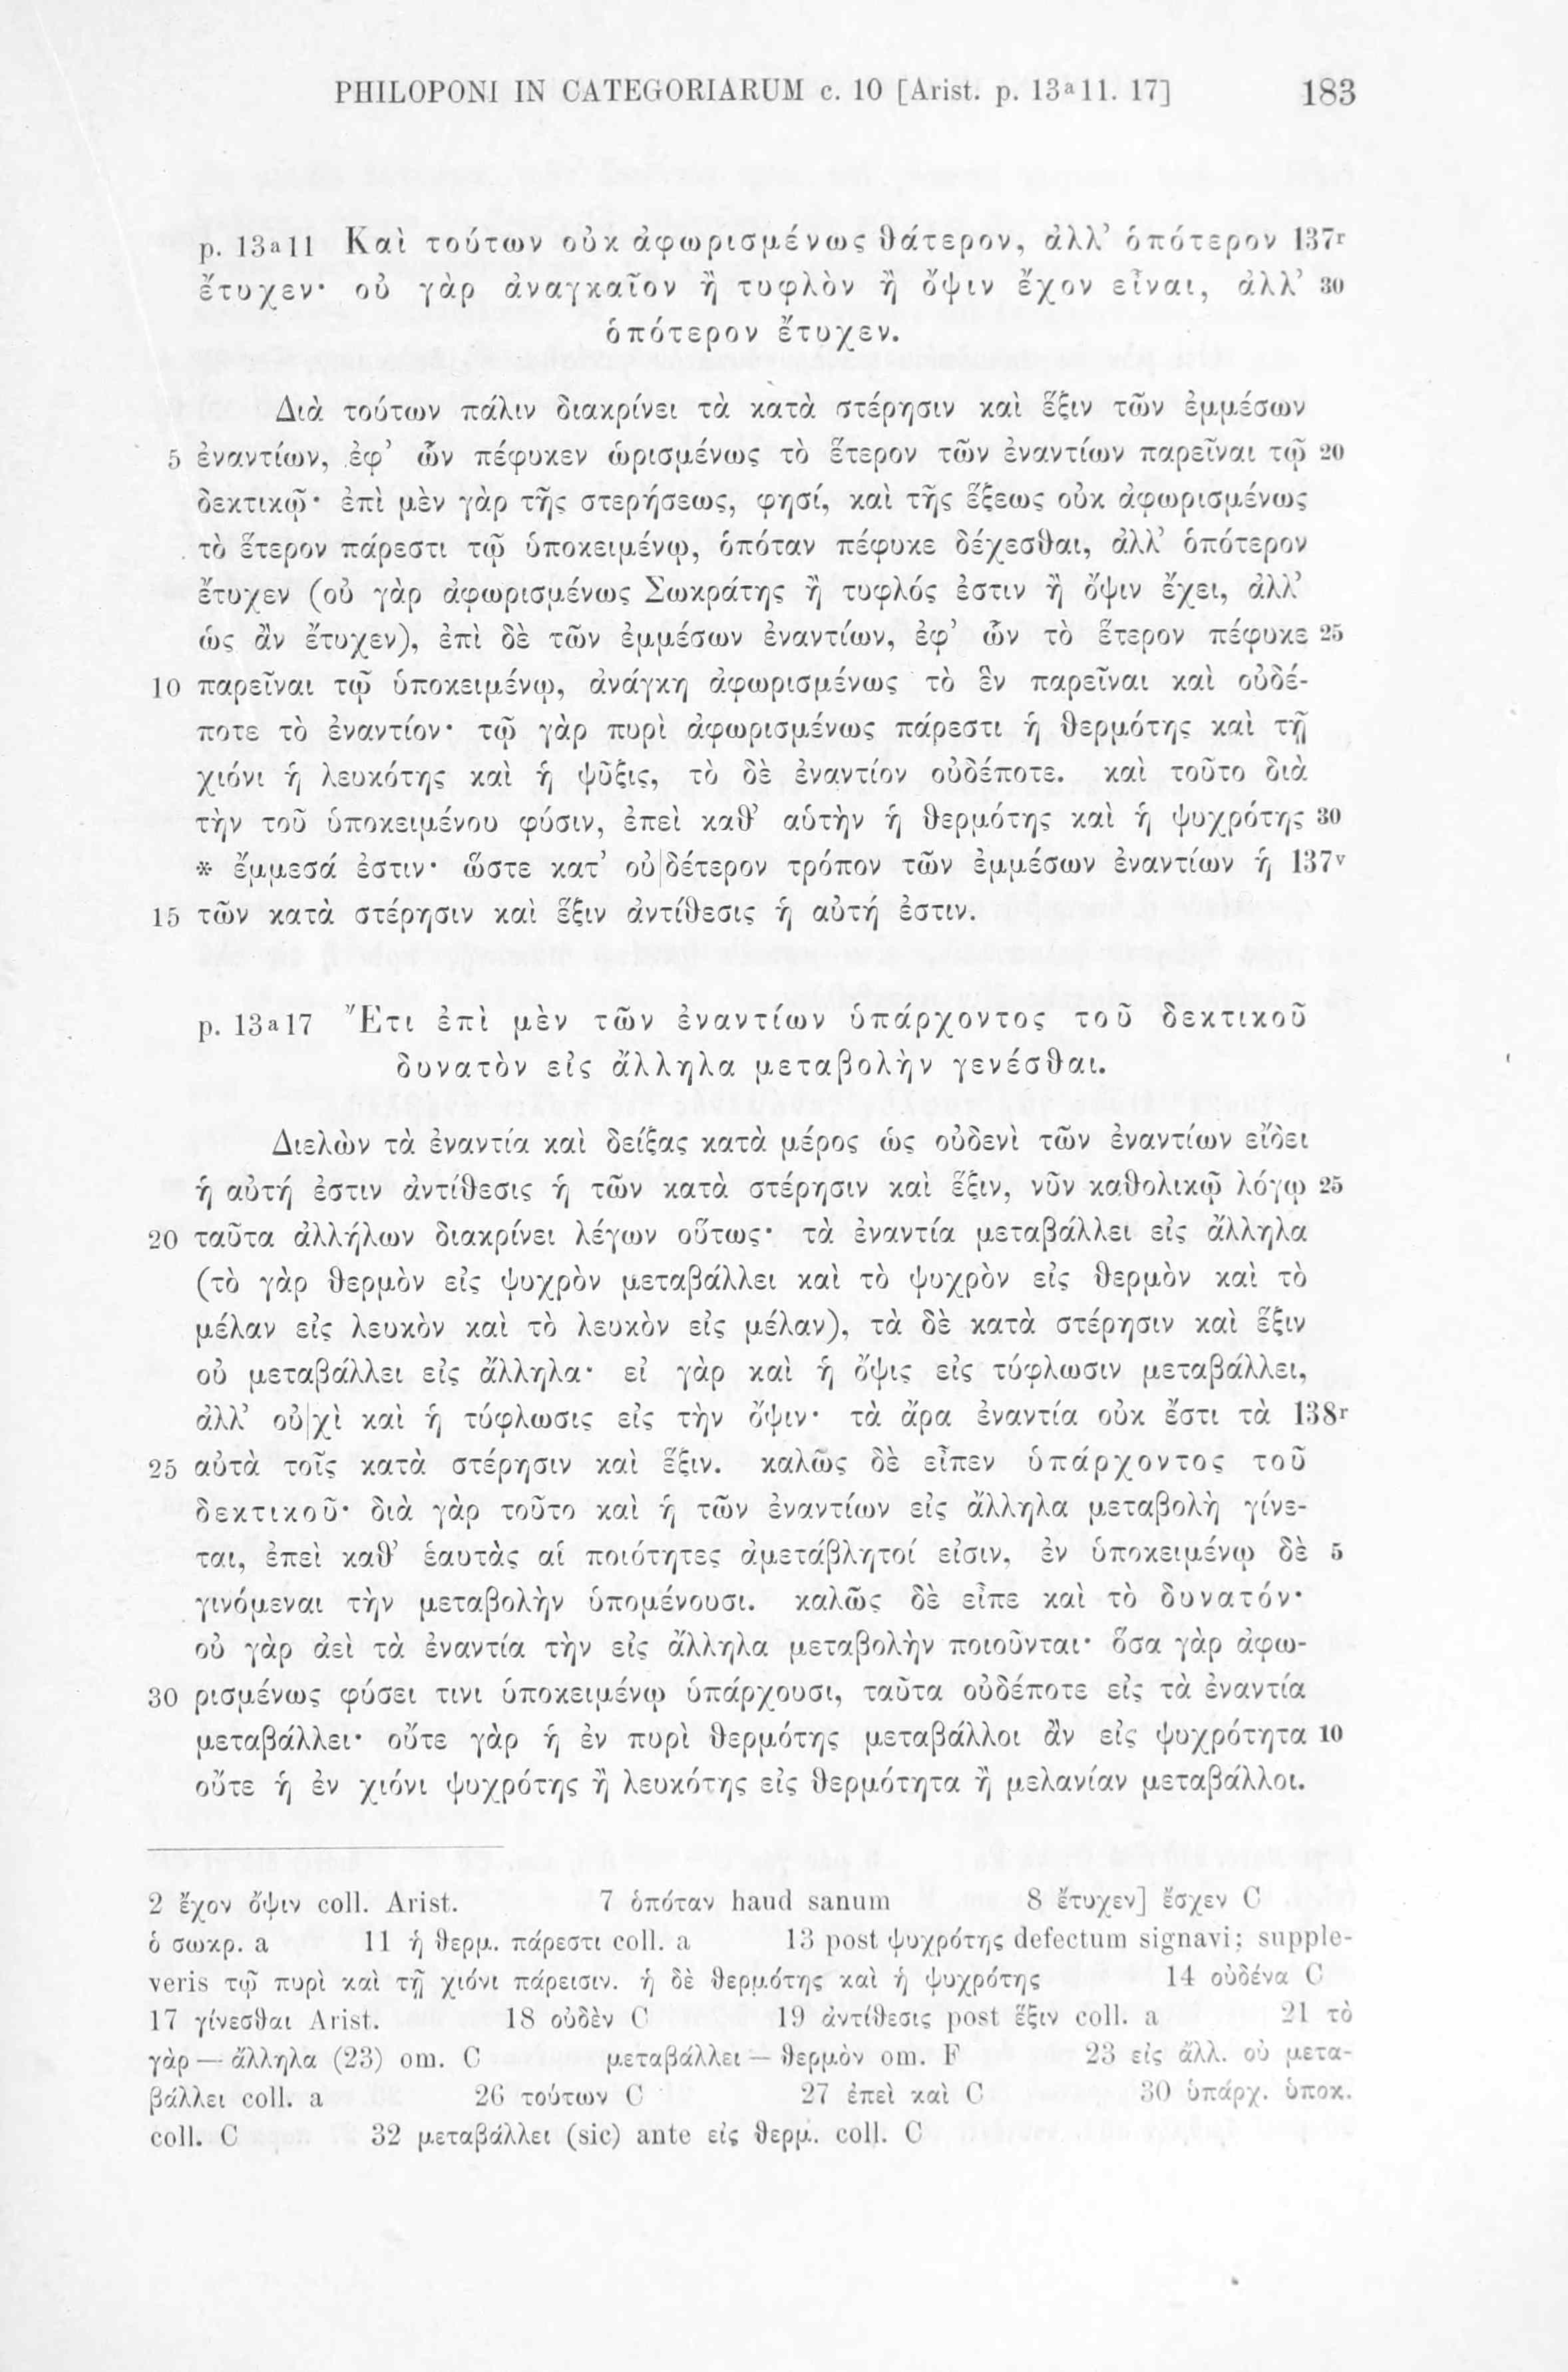 PHILOPONI IN CATEGORIARUM c. 10 [Arist. p. 13ª11. 17] 183
p. 13ª11 Καὶ τούτων οὐκ ἀφωρισμένως θάτερον, ἀλλ’ ὁπότερον 137r
ἔτυχεν· οὐ γὰρ ἀναγκαῖον ἢ τυφλὸν ἢ ὄψιν ἔχον εἶναι, ἀλλ’ 30
ὁπότερον ἔτυχεν.
Διὰ τούτων πάλιν διακρίνει τὰ κατὰ στέρησιν καὶ ἕξιν τῶν ἐμμέσων
5 ἐναντίων, ἐφ’ ὧν πέφυκεν ὡρισμένως τὸ ἕτερον τῶν ἐναντίων παρεῖναι τῷ 20
δεκτικῷ· ἐπὶ μὲν γὰρ τῆς στερήσεως, φησί, καὶ τῆς ἕξεως οὐκ ἀφωρισμένως
τὸ ἕτερον πάρεστι τῷ ὑποκειμένῳ, ὁπόταν πέφυκε δέχεσθαι, ἀλλ’ ὁπότερον
ἔτυχεν (οὐ γὰρ ἀφωρισμένως Σωκράτης ἢ τυφλός ἐστιν ἢ ὄψιν ἔχει, ἀλλ’
ὡς ἂν ἔτυχεν), ἐπὶ δὲ τῶν ἐμμέσων ἐναντίων, ἐφ’ ὧν τὸ ἕτερον πέφυκε 25
10 παρεῖναι τῷ ὑποκειμένῳ, ἀνάγκη ἀφωρισμένως τὸ ἓν παρεῖναι καὶ οὐδέ-
ποτε τὸ ἐναντίον· τῷ γὰρ πυρὶ ἀφωρισμένως πάρεστι ἡ θερμότης καὶ τῇ
χιόνι ἡ λευκότης καὶ ἡ ψῦξις, τὸ δὲ ἐναντίον οὐδέποτε. καὶ τοῦτο διὰ
τὴν τοῦ ὑποκειμένου φύσιν, ἐπεὶ καθ’ αὑτὴν ἡ θερμότης καὶ ἡ ψυχρότης 30
* ἔμμεσά ἐστιν· ὥστε κατ’ οὐ|δέτερον τρόπον τῶν ἐμμέσων ἐναντίων ἡ 137v
15 τῶν κατὰ στέρησιν καὶ ἕξιν ἀντίθεσις ἡ αὐτή ἐστιν.
p. 13ª17 Ἔτι ἐπὶ μὲν τῶν ἐναντίων ὑπάρχοντος τοῦ δεκτικοῦ
δυνατὸν εἰς ἄλληλα μεταβολὴν γενέσθαι.
Διελὼν τὰ ἐναντία καὶ δείξας κατὰ μέρος ὡς οὐδενὶ τῶν ἐναντίων εἴδει
ἡ αὐτή ἐστιν ἀντίθεσις ἡ τῶν κατὰ στέρησιν καὶ ἕξιν, νῦν καθολικῷ λόγῳ 25
20 ταῦτα ἀλλήλων διακρίνει λέγων οὕτως· τὰ ἐναντία μεταβάλλει εἰς ἄλληλα
(τὸ γὰρ θερμὸν εἰς ψυχρὸν μεταβάλλει καὶ τὸ ψυχρὸν εἰς θερμὸν καὶ τὸ
μέλαν εἰς λευκὸν καὶ τὸ λευκὸν εἰς μέλαν), τὰ δὲ κατὰ στέρησιν καὶ ἕξιν
οὐ μεταβάλλει εἰς ἄλληλα· εἰ γὰρ καὶ ἡ ὄψις εἰς τύφλωσιν μεταβάλλει,
ἀλλ’ οὐ|χὶ καὶ ἡ τύφλωσις εἰς τὴν ὄψιν· τὰ ἄρα ἐναντία οὐκ ἔστι τὰ 138r
25 αὐτὰ τοῖς κατὰ στέρησιν καὶ ἕξιν. καλῶς δὲ εἶπεν ὑπάρχοντος τοῦ
δεκτικοῦ· διὰ γὰρ τοῦτο καὶ ἡ τῶν ἐναντίων εἰς ἄλληλα μεταβολὴ γίνε-
ται, ἐπεὶ καθ’ ἑαυτὰς αἱ ποιότητες ἀμετάβλητοί εἰσιν, ἐν ὑποκειμένῳ δὲ 5
γινόμεναι τὴν μεταβολὴν ὑπομένουσι. καλῶς δὲ εἶπε καὶ τὸ δυνατόν·
οὐ γὰρ ἀεὶ τὰ ἐναντία τὴν εἰς ἄλληλα μεταβολὴν ποιοῦνται· ὅσα γὰρ ἀφω-
30 ρισμένως φύσει τινι ὑποκειμένῳ ὑπάρχουσι, ταῦτα οὐδέποτε εἰς τὰ ἐναντία
μεταβάλλει· οὔτε γὰρ ἡ ἐν πυρὶ θερμότης μεταβάλλοι ἂν εἰς ψυχρότητα 10
οὔτε ἡ ἐν χιόνι ψυχρότης ἢ λευκότης εἰς θερμότητα ἢ μελανίαν μεταβάλλοι.
2 ἔχον ὄψιν coll. Arist. 7 ὁπόταν haud sanum 8 ἔτυχεν] ἔσχεν C
ὁ σωκρ. a 11 ἡ θερμ. πάρεστι coll. a 13 post ψυχρότης defectum signavi; supple-
veris τῷ πυρὶ καὶ τῇ χιόνι πάρεισιν. ἡ δὲ θερμότης καὶ ἡ ψυχρότης 14 οὐδένα C
17 γίνεσθαι Arist. 18 οὐδὲν C 19 ἀντίθεσις post ἕξιν coll. a 21 τὸ
γὰρ — ἄλληλα (23) om. C μεταβάλλει — θερμὸν om. F 23 εἰς ἄλλ. οὐ μετα-
βάλλει coll. a 26 τούτων C 27 ἐπεὶ καὶ C 30 ὑπάρχ. ὑποκ.
coll. C 32 μεταβάλλει (sic) ante εἰς θερμ. coll. C